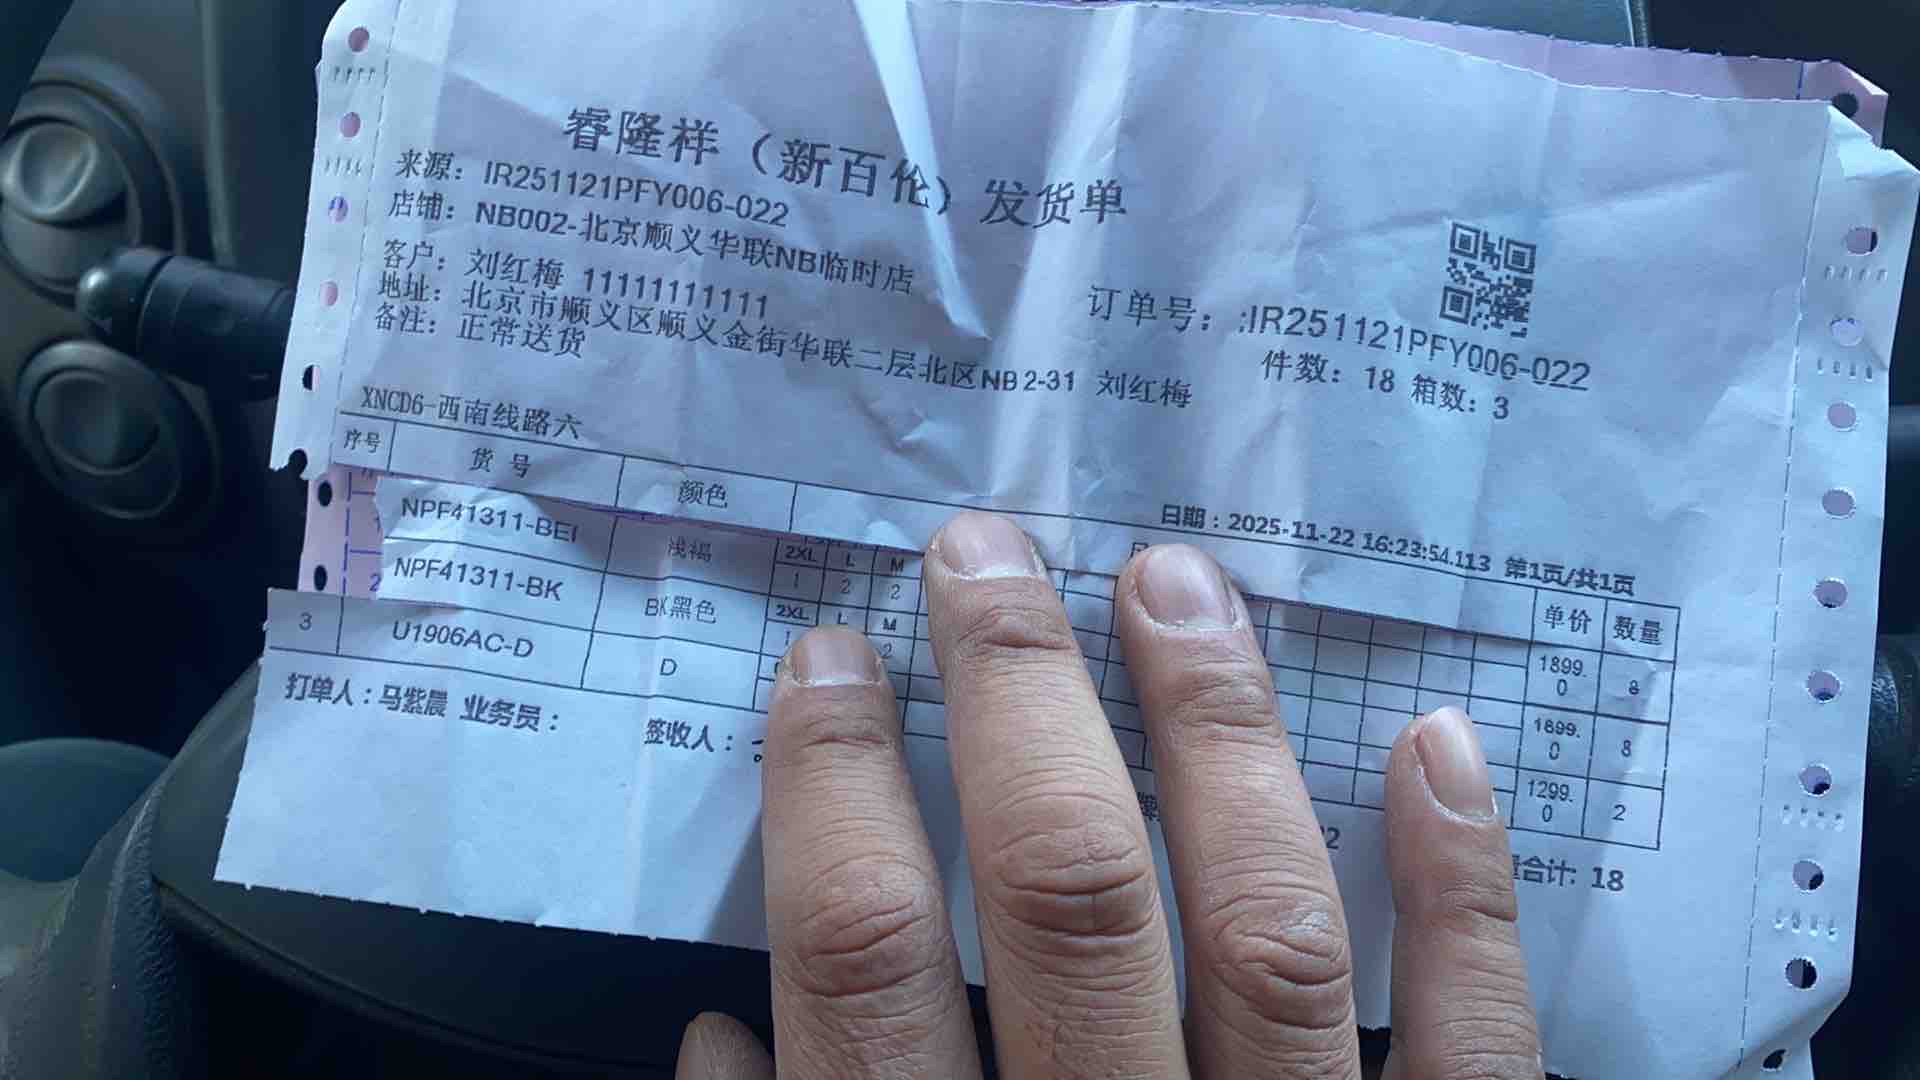 睿隆祥（新百伦）发货单
来源：IR251121PFY006-022
店铺：NB002-北京顺义华联NB临时店
客户：刘红梅 11111111111
订单号：:IR251121PFY006-022
地址：北京市顺义区顺义金街华联二层北区NB2-31 刘红梅
件数：18 箱数：3
备注：正常送货
XNCD6-西南线路六
日期：2025-11-22 16:23:54.113 第1页/共1页
序号 货号 颜色 单价 数量
1 NPF41311-BEI 浅褐 2XL L M 1899.0 8
1 2 2
2 NPF41311-BK BK黑色 2XL L M 1899.0 8
1 2
3 U1906AC-D D 1299.0 2
打单人：马紫晨 业务员： 签收人：
合计: 18